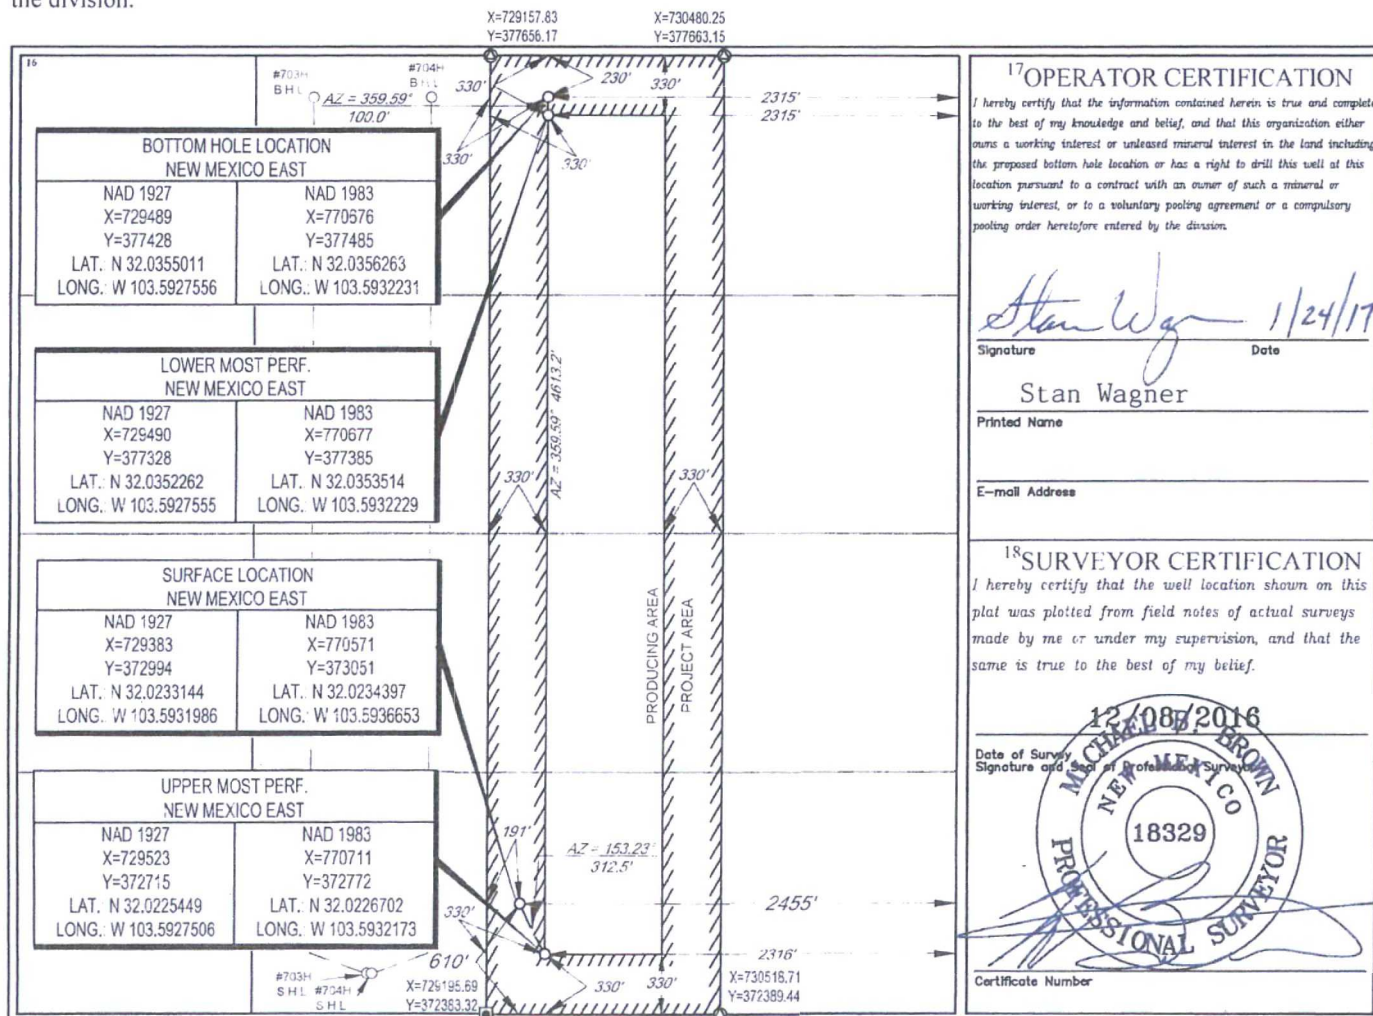 the division.
X=729157.83
Y=377656.17
X=730480.25
Y=377663.15
16
#703H
BHL
#704H
BHL
AZ = 359.59°
100.0'
330'
230'
330'
2315'
2315'
330'
330'
BOTTOM HOLE LOCATION
NEW MEXICO EAST
NAD 1927
X=729489
Y=377428
LAT.: N 32.0355011
LONG.: W 103.5927556
NAD 1983
X=770676
Y=377485
LAT.: N 32.0356263
LONG.: W 103.5932231
LOWER MOST PERF.
NEW MEXICO EAST
NAD 1927
X=729490
Y=377328
LAT.: N 32.0352262
LONG.: W 103.5927555
NAD 1983
X=770677
Y=377385
LAT.: N 32.0353514
LONG.: W 103.5932229
AZ = 359.59° 4613.2'
330'
330'
SURFACE LOCATION
NEW MEXICO EAST
NAD 1927
X=729383
Y=372994
LAT.: N 32.0233144
LONG.: W 103.5931986
NAD 1983
X=770571
Y=373051
LAT.: N 32.0234397
LONG.: W 103.5936653
PRODUCING AREA
PROJECT AREA
UPPER MOST PERF.
NEW MEXICO EAST
NAD 1927
X=729523
Y=372715
LAT.: N 32.0225449
LONG.: W 103.5927506
NAD 1983
X=770711
Y=372772
LAT.: N 32.0226702
LONG.: W 103.5932173
191'
AZ = 153.23°
312.5'
2455'
330'
610'
2316'
330'
330'
#703H
SHL
#704H
SHL
X=729195.69
Y=372383.32
X=730518.71
Y=372389.44
17OPERATOR CERTIFICATION
I hereby certify that the information contained herein is true and complete
to the best of my knowledge and belief, and that this organization either
owns a working interest or unleased mineral interest in the land including
the proposed bottom hole location or has a right to drill this well at this
location pursuant to a contract with an owner of such a mineral or
working interest, or to a voluntary pooling agreement or a compulsory
pooling order heretofore entered by the division.
Stan Wagner 1/24/17
Signature Date
Stan Wagner
Printed Name
E-mail Address
18SURVEYOR CERTIFICATION
I hereby certify that the well location shown on this
plat was plotted from field notes of actual surveys
made by me or under my supervision, and that the
same is true to the best of my belief.
12/08/2016
Date of Survey
Signature and Seal of Professional Surveyor
MICHAEL B. BROWN
NEW MEXICO
18329
PROFESSIONAL SURVEYOR
Certificate Number